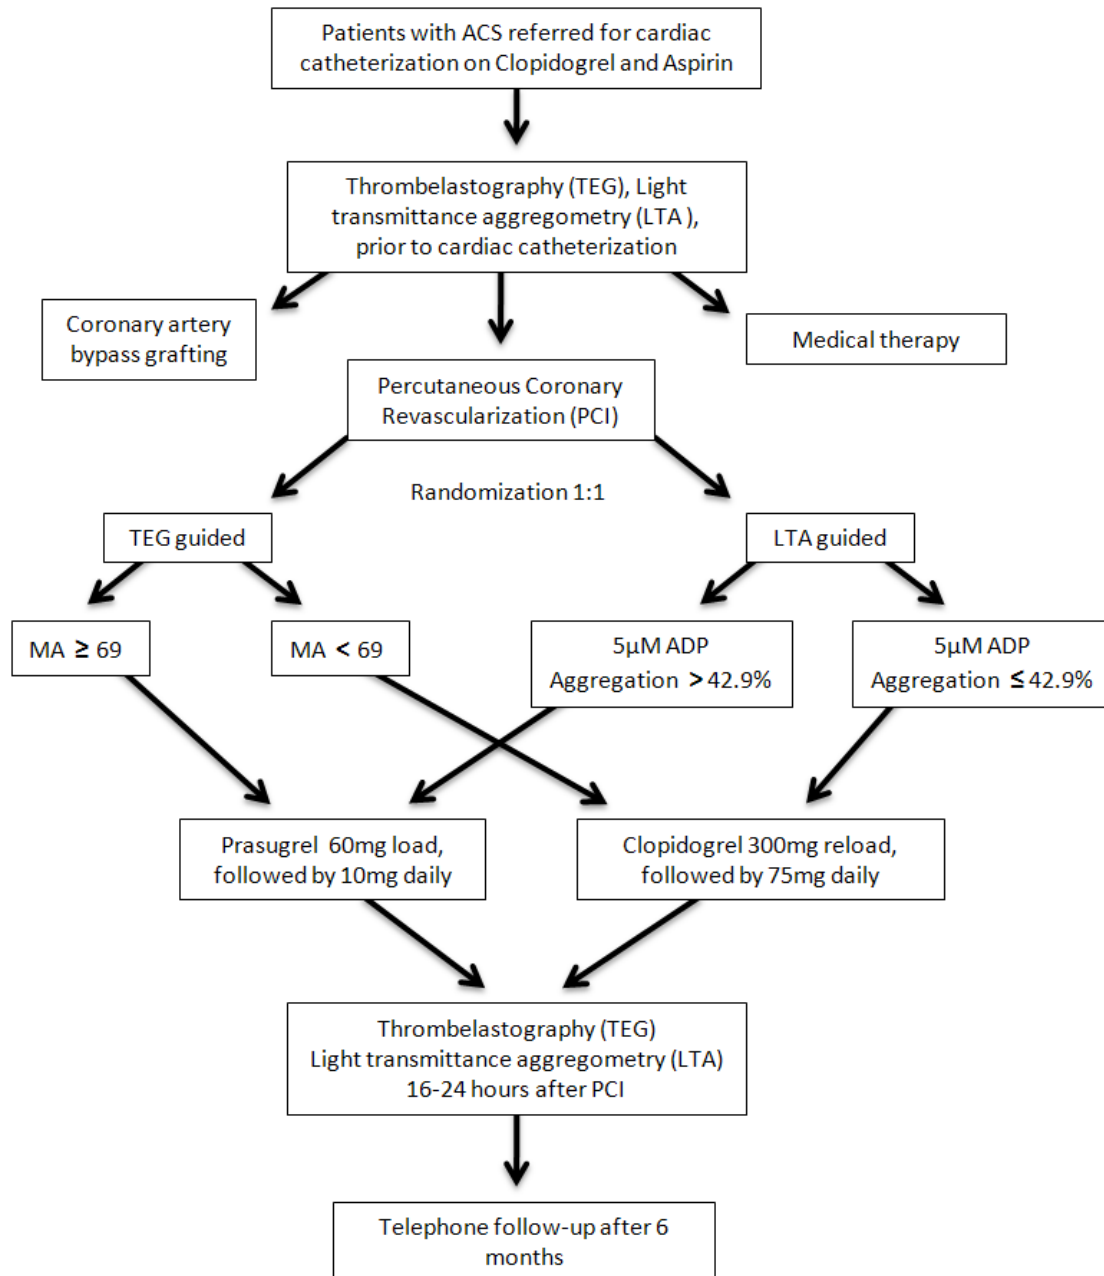 Patients with ACS referred for cardiac
catheterization on Clopidogrel and Aspirin
Thrombelastography (TEG), Light
transmittance aggregometry (LTA ),
prior to cardiac catheterization
Coronary artery
bypass grafting
Medical therapy
Percutaneous Coronary
Revascularization (PCI)
Randomization 1:1
TEG guided
LTA guided
MA ≥ 69
MA < 69
5µM ADP
Aggregation > 42.9%
5µM ADP
Aggregation ≤ 42.9%
Prasugrel 60mg load,
followed by 10mg daily
Clopidogrel 300mg reload,
followed by 75mg daily
Thrombelastography (TEG)
Light transmittance aggregometry (LTA)
16-24 hours after PCI
Telephone follow-up after 6
months